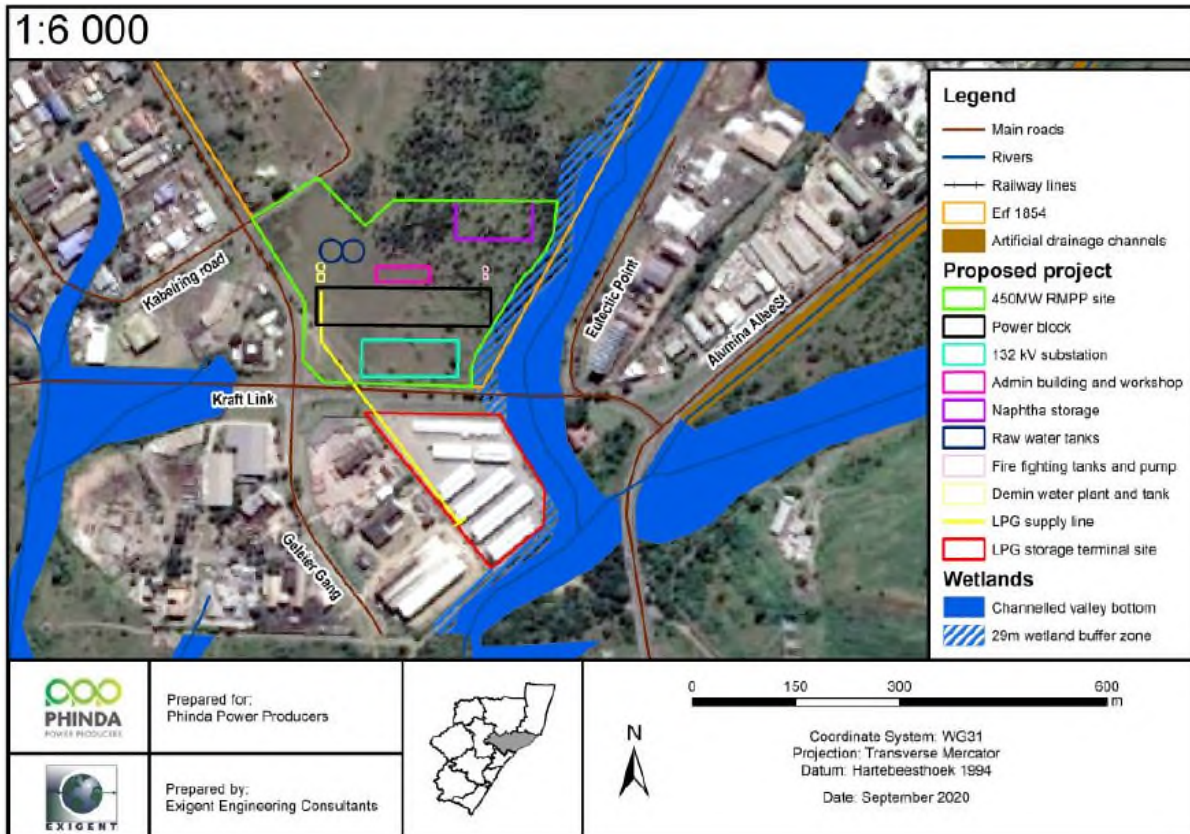 1:6 000
Kabelring road
Kraft Link
Geleier Gang
Eutectic Point
Alumina AlleeSt
Legend
Main roads
Rivers
Railway lines
Erf 1854
Artificial drainage channels
Proposed project
450MW RMPP site
Power block
132 kV substation
Admin building and workshop
Naphtha storage
Raw water tanks
Fire fighting tanks and pump
Demin water plant and tank
LPG supply line
LPG storage terminal site
Wetlands
Channelled valley bottom
29m wetland buffer zone
PHINDA
POWER PRODUCERS
Prepared for:
Phinda Power Producers
EXIGENT
Prepared by:
Exigent Engineering Consultants
N
0 150 300 600
m
Coordinate System: WG31
Projection: Transverse Mercator
Datum: Hartebeesthoek 1994
Date: September 2020